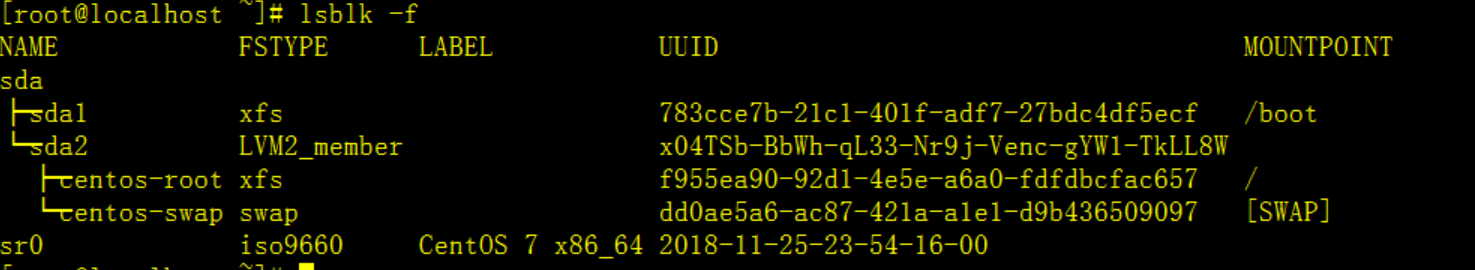 [root@localhost ~]# lsblk -f
NAME FSTYPE LABEL UUID MOUNTPOINT
sda
├─sda1 xfs 783cce7b-21c1-401f-adf7-27bdc4df5ecf /boot
└─sda2 LVM2_member x04TSb-BbWh-qL33-Nr9j-Venc-gYW1-TkLL8W
├─centos-root xfs f955ea90-92d1-4e5e-a6a0-fdfdbcfac657 /
└─centos-swap swap dd0ae5a6-ac87-421a-a1e1-d9b436509097 [SWAP]
sr0 iso9660 CentOS 7 x86_64 2018-11-25-23-54-16-00
[root@localhost ~]#